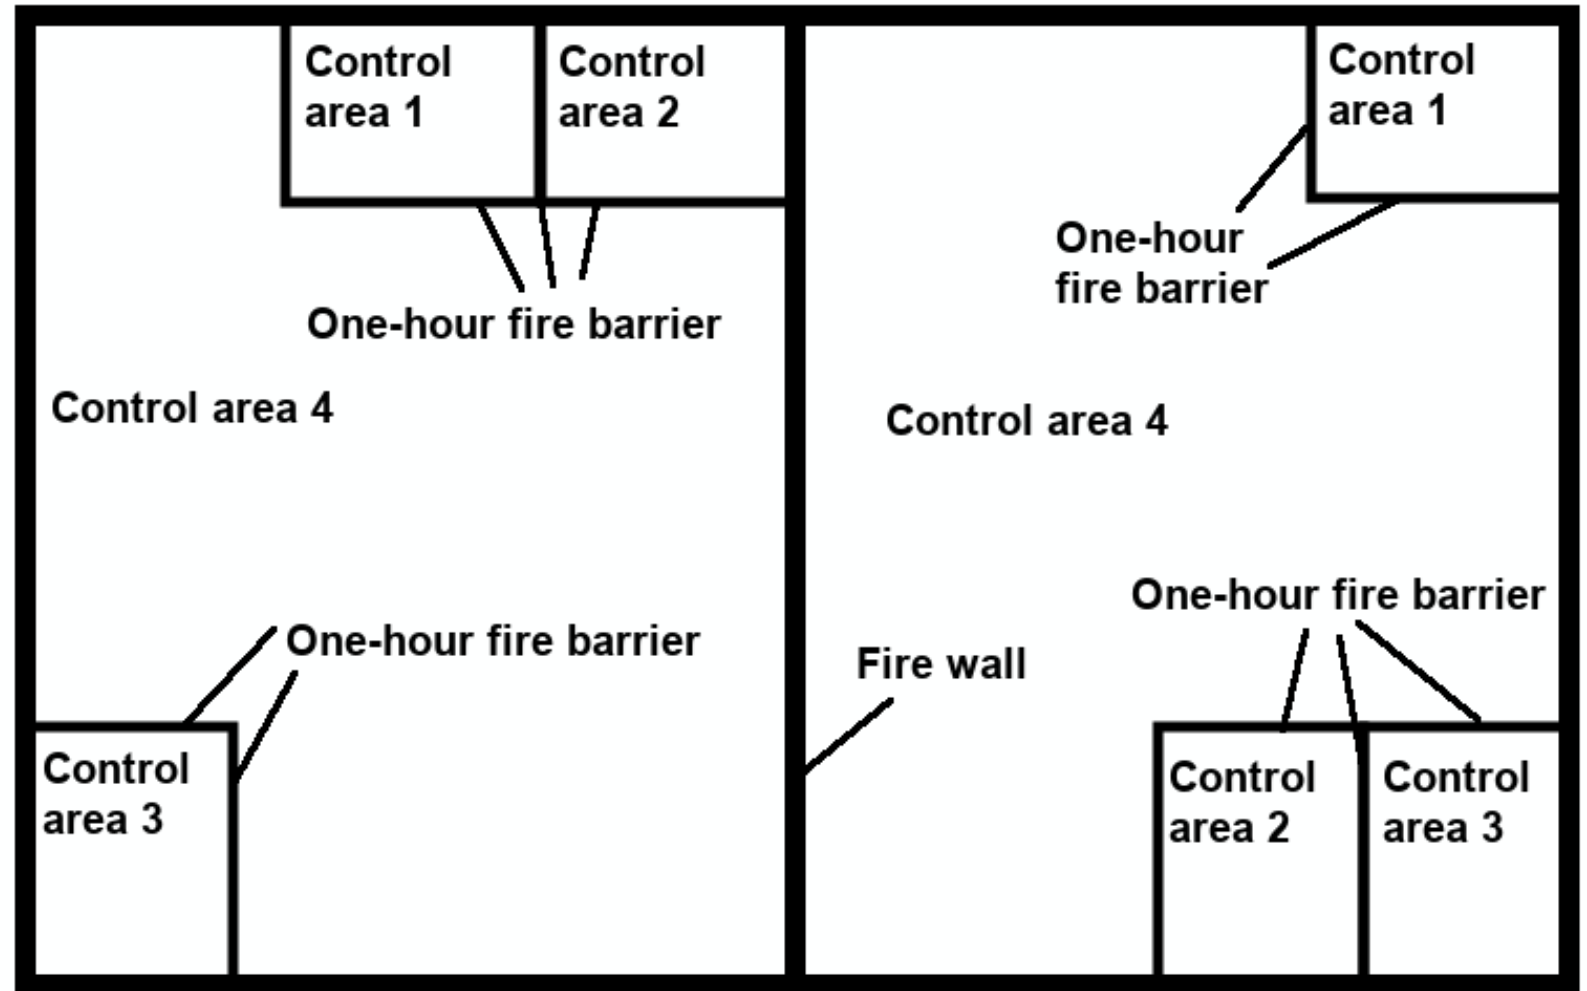 Control
area 1
Control
area 2
One-hour fire barrier
Control area 4
One-hour fire barrier
Control
area 3
Control
area 1
One-hour
fire barrier
Control area 4
One-hour fire barrier
Fire wall
Control
area 2
Control
area 3